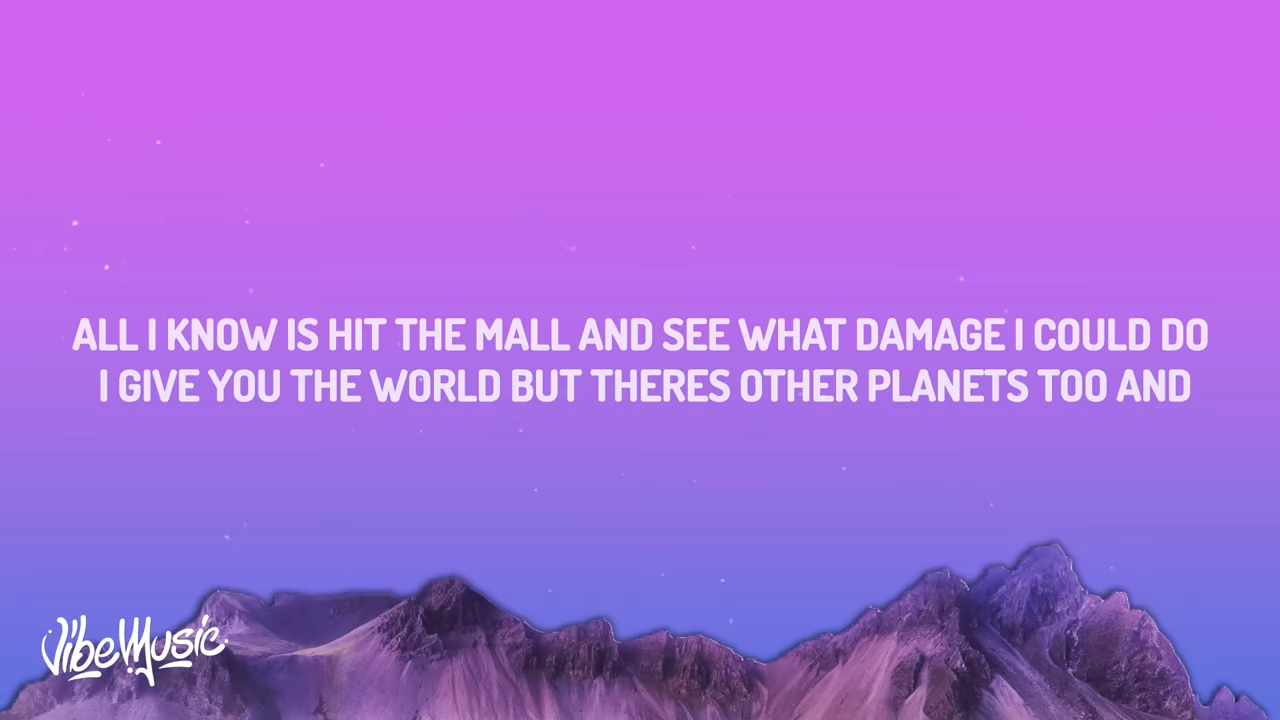 ALL I KNOW IS HIT THE MALL AND SEE WHAT DAMAGE I COULD DO
I GIVE YOU THE WORLD BUT THERES OTHER PLANETS TOO AND
VibeMusic